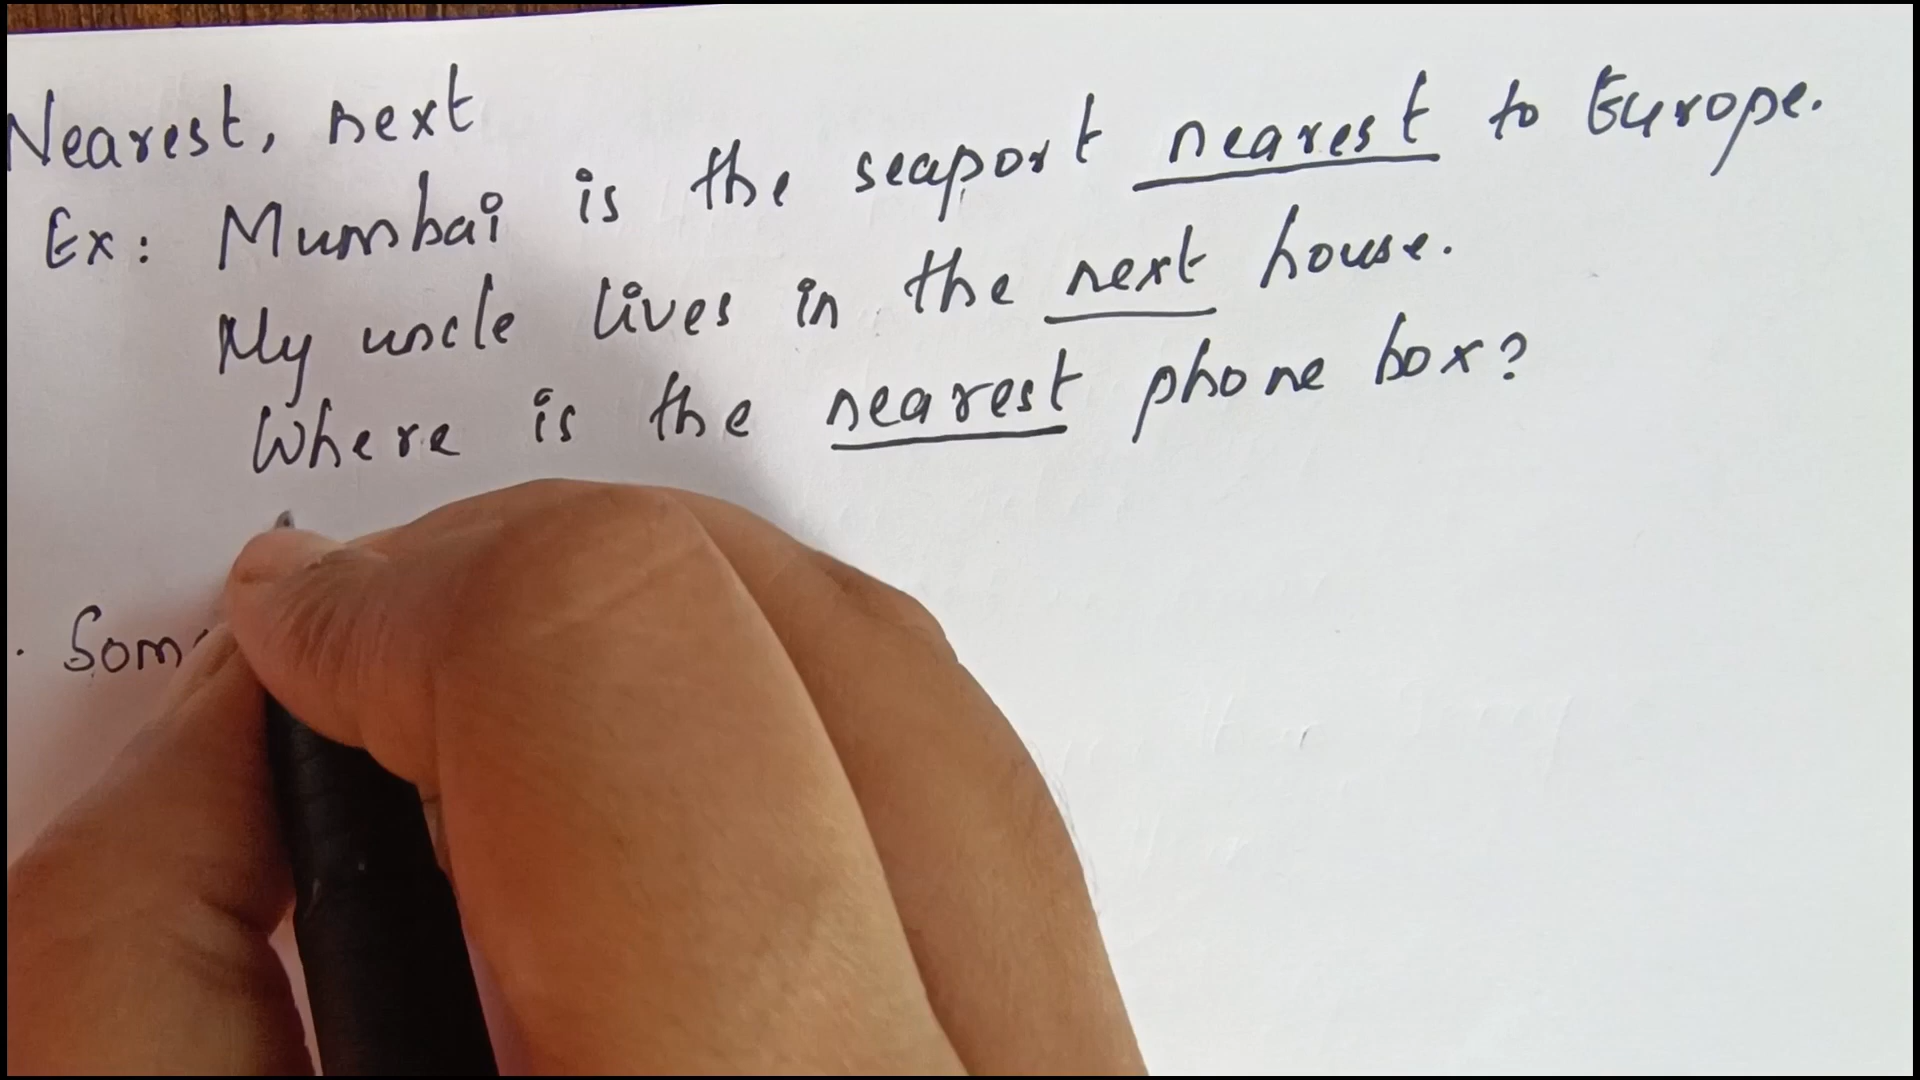 Nearest, next
Ex: Mumbai is the seaport nearest to Europe.
My uncle lives in the next house.
Where is the nearest phone box?